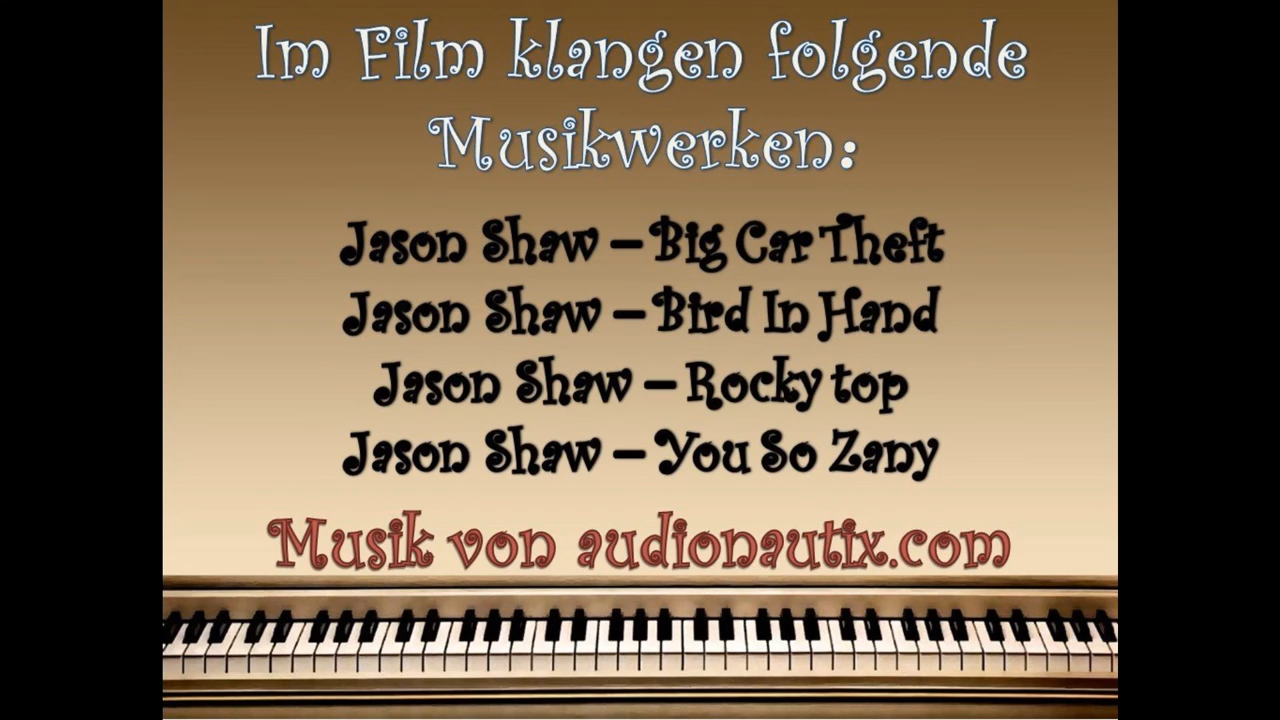 Im Film klangen folgende
Musikwerken:
Jason Shaw – Big Car Theft
Jason Shaw – Bird In Hand
Jason Shaw – Rocky top
Jason Shaw – You So Zany
Musik von audionautix.com